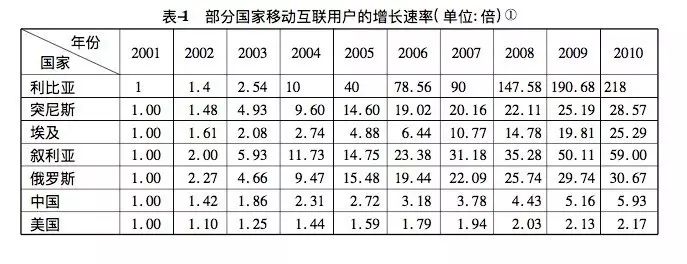 表-1 部分国家移动互联用户的增长速率(单位:倍)①
年份
国家 2001 2002 2003 2004 2005 2006 2007 2008 2009 2010
利比亚 1 1.4 2.54 10 40 78.56 90 147.58 190.68 218
突尼斯 1.00 1.48 4.93 9.60 14.60 19.02 20.16 22.11 25.19 28.57
埃及 1.00 1.61 2.08 2.74 4.88 6.44 10.77 14.78 19.81 25.29
叙利亚 1.00 2.00 5.93 11.73 14.75 23.38 31.18 35.28 50.11 59.00
俄罗斯 1.00 2.27 4.66 9.47 15.48 19.44 22.09 25.74 29.74 30.67
中国 1.00 1.42 1.86 2.31 2.72 3.18 3.78 4.43 5.16 5.93
美国 1.00 1.10 1.25 1.44 1.59 1.79 1.94 2.03 2.13 2.17